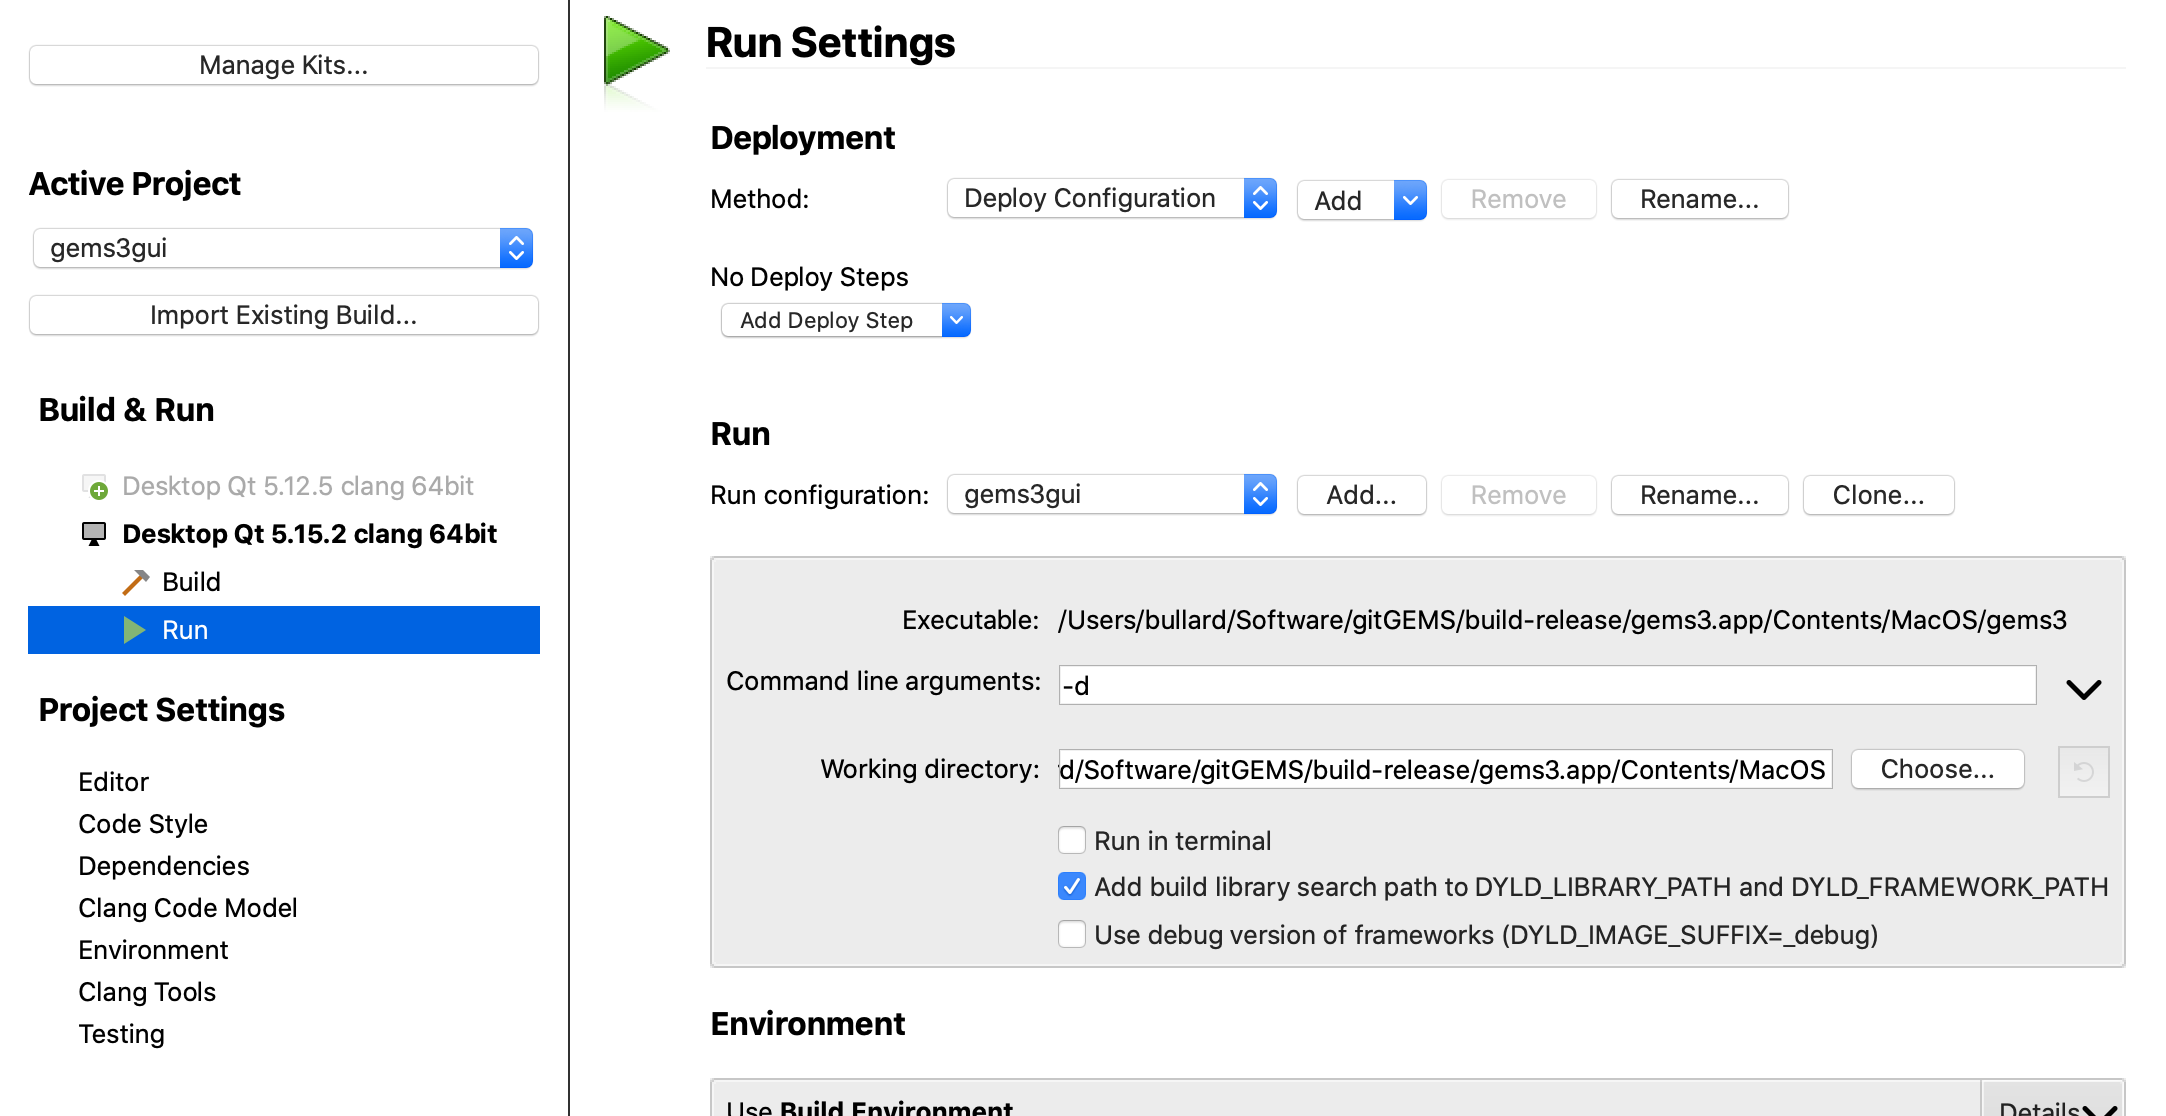 Manage Kits...
Active Project
gems3gui
Import Existing Build...
Build & Run
Desktop Qt 5.12.5 clang 64bit
Desktop Qt 5.15.2 clang 64bit
Build
Run
Project Settings
Editor
Code Style
Dependencies
Clang Code Model
Environment
Clang Tools
Testing
Run Settings
Deployment
Method: Deploy Configuration Add Remove Rename...
No Deploy Steps
Add Deploy Step
Run
Run configuration: gems3gui Add... Remove Rename... Clone...
Executable: /Users/bullard/Software/gitGEMS/build-release/gems3.app/Contents/MacOS/gems3
Command line arguments: -d
Working directory: d/Software/gitGEMS/build-release/gems3.app/Contents/MacOS Choose...
Run in terminal
Add build library search path to DYLD_LIBRARY_PATH and DYLD_FRAMEWORK_PATH
Use debug version of frameworks (DYLD_IMAGE_SUFFIX=_debug)
Environment
Use Build Environment Details